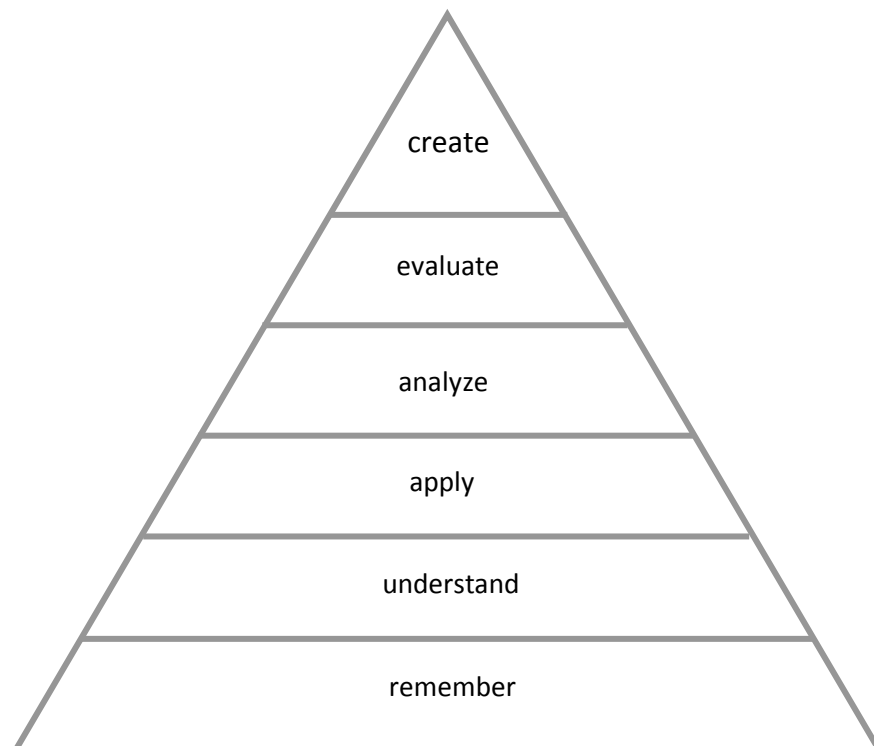 create
evaluate
analyze
apply
understand
remember